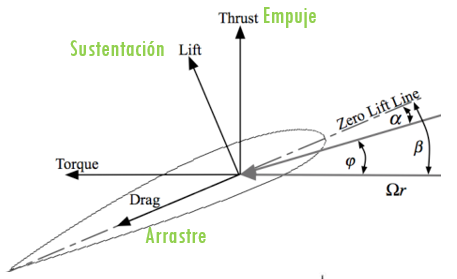 Thrust Empuje
Sustentación Lift
Zero Lift Line
α
β
φ
Torque
Ωr
Drag
Arrastre